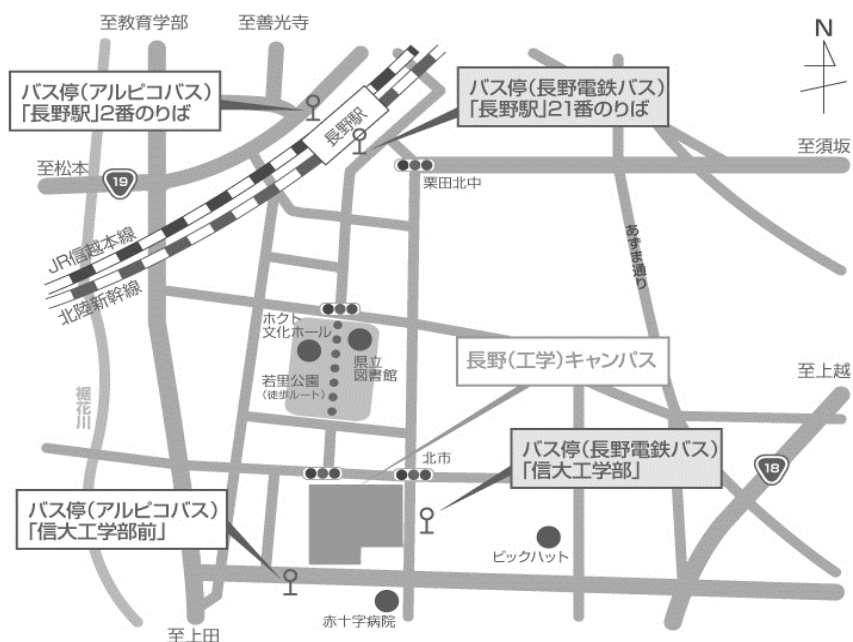 至教育学部
至善光寺
N
バス停(アルピコバス)
「長野駅」2番のりば
バス停(長野電鉄バス)
「長野駅」21番のりば
長野駅
至須坂
至松本
19
栗田北中
あずま通り
JR信越本線
北陸新幹線
ホクト
文化ホール
県立
図書館
若里公園
(徒歩ルート)
長野(工学)キャンパス
至上越
裾花川
北市
バス停(長野電鉄バス)
「信大工学部」
18
バス停(アルピコバス)
「信大工学部前」
ビックハット
赤十字病院
至上田